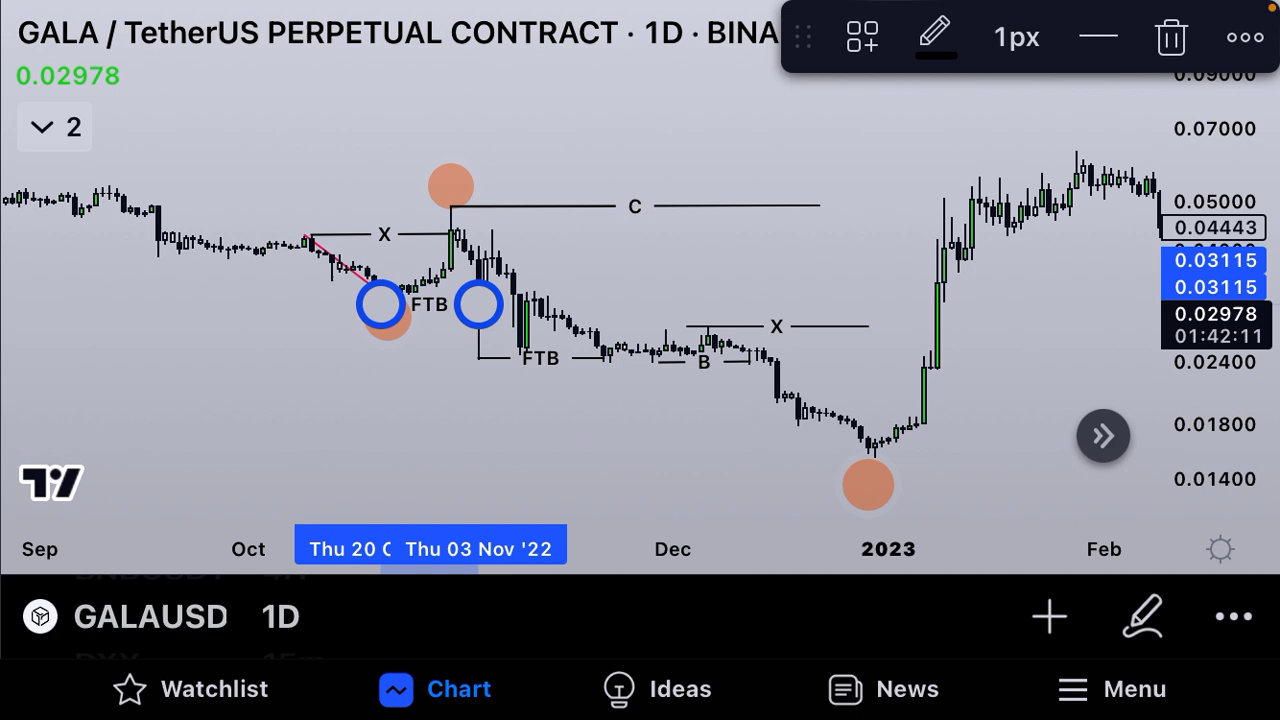 GALA / TetherUS PERPETUAL CONTRACT · 1D · BINA
1px
0.02978
2
0.09000
0.07000
0.05000
0.04443
0.03115
0.03115
0.02978
01:42:11
0.02400
0.01800
0.01400
C
X
FTB
FTB
X
B
Sep
Oct
Thu 20
Thu 03 Nov '22
Dec
2023
Feb
GALAUSD 1D
Watchlist
Chart
Ideas
News
Menu